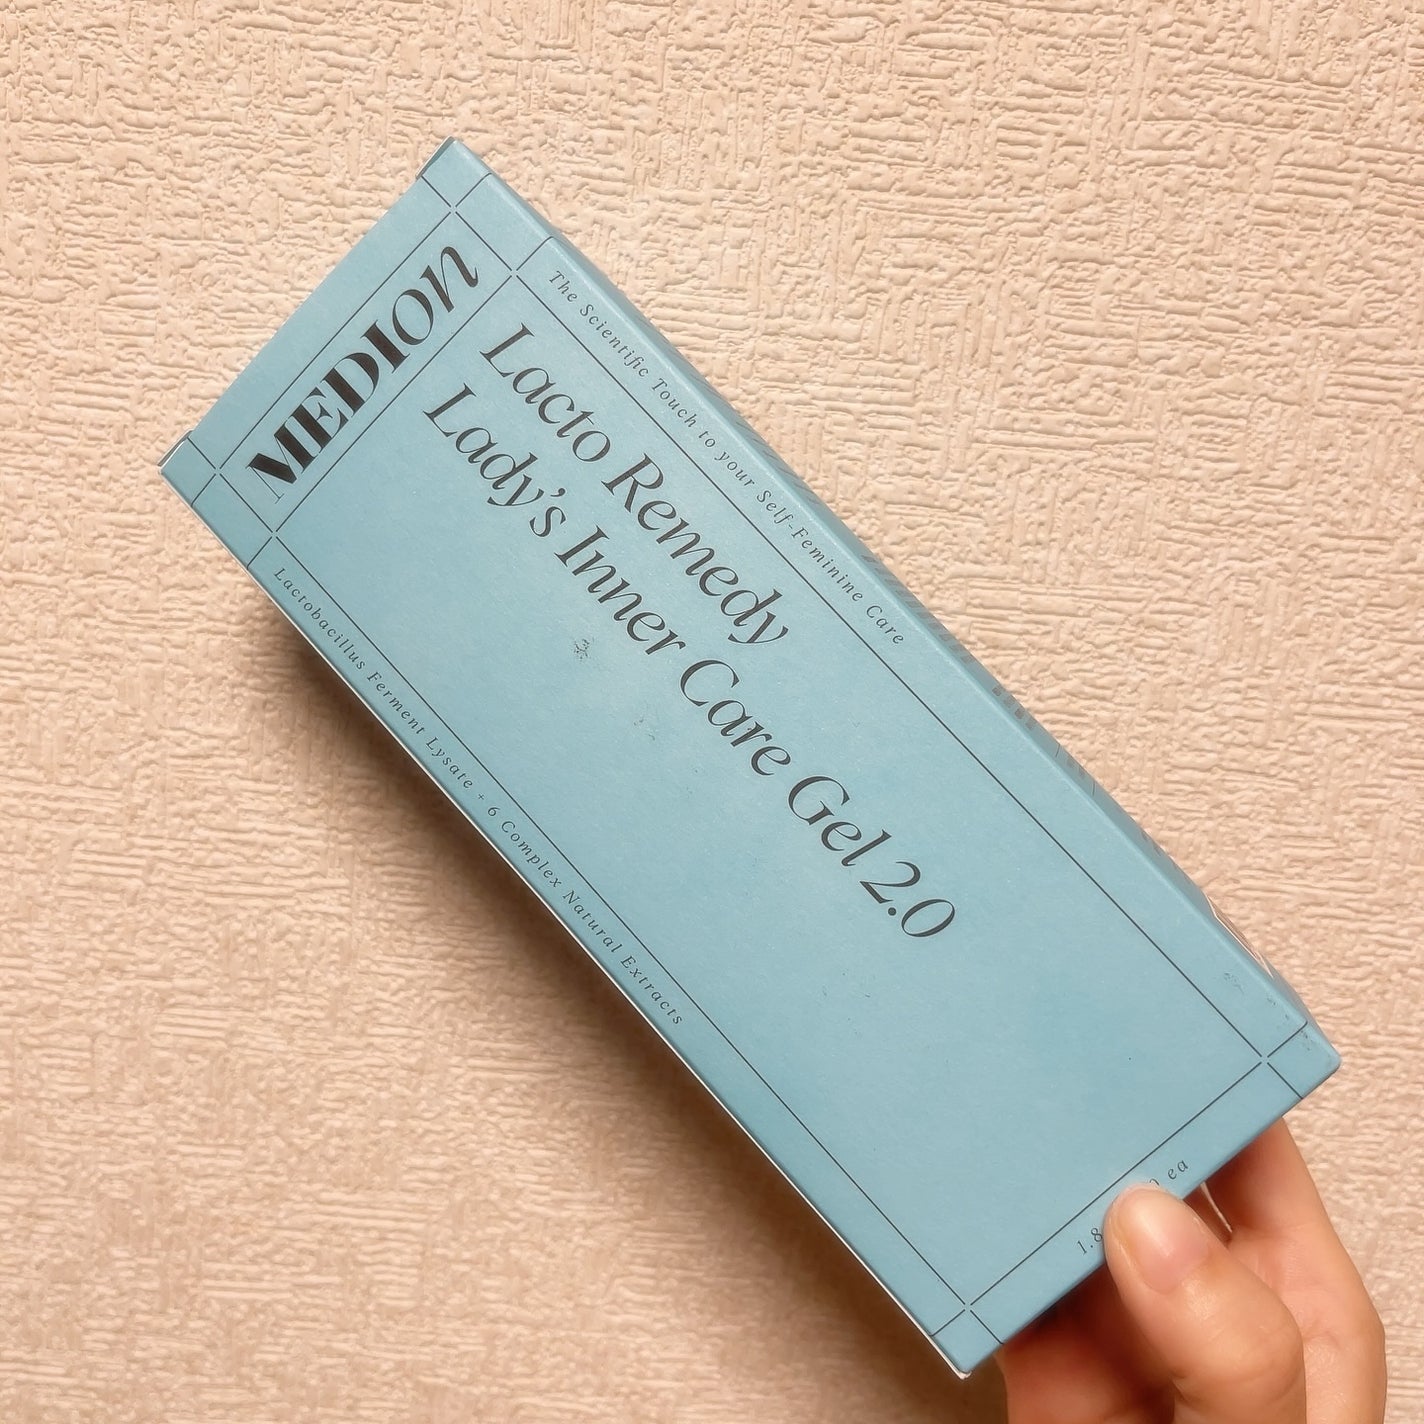 MEDION
The Scientific Touch to your Self-Feminine Care
Lacto Remedy
Lady's Inner Care Gel 2.0
Lactobacillus Ferment Lysate + 6 Complex Natural Extracts
ea